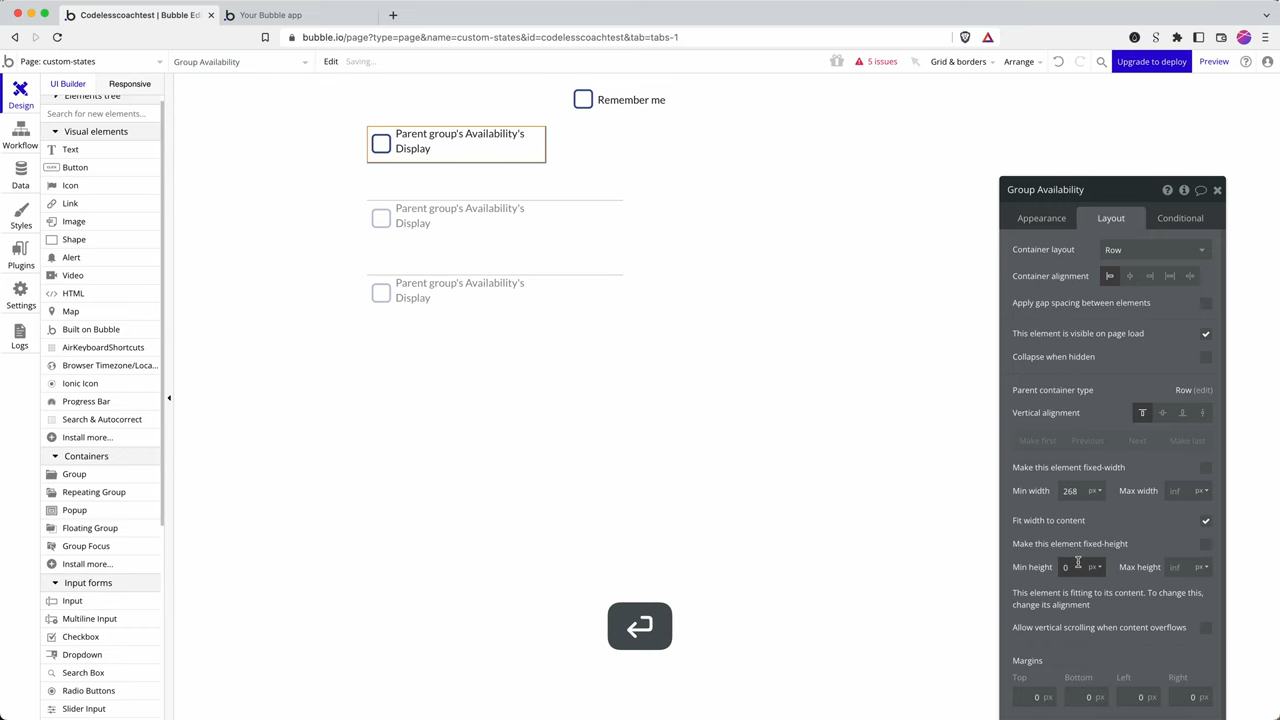 Codelesscoachtest | Bubble Ed
Your Bubble app
bubble.io/page?type=page&name=custom-states&id=codelesscoachtest&tab=tabs-1
Page: custom-states
Group Availability
Edit
Saving...
5 issues
Grid & borders
Arrange
Upgrade to deploy
Preview
Design
Workflow
Data
Styles
Plugins
Settings
Logs
UI Builder
Responsive
Elements tree
Search for new elements...
Visual elements
Text
CLICK
Button
Icon
Link
Image
Shape
Alert
Video
HTML
Map
Built on Bubble
AirKeyboardShortcuts
Browser Timezone/Loca...
Ionic Icon
Progress Bar
Search & Autocorrect
Install more...
Containers
Group
Repeating Group
Popup
Floating Group
Group Focus
Install more...
Input forms
Input
Multiline Input
Checkbox
Dropdown
Search Box
Radio Buttons
Slider Input
Remember me
Parent group's Availability's
Display
Parent group's Availability's
Display
Parent group's Availability's
Display
Group Availability
Appearance
Layout
Conditional
Container layout
Row
Container alignment
Apply gap spacing between elements
This element is visible on page load
Collapse when hidden
Parent container type
Row (edit)
Vertical alignment
Make first
Previous
Next
Make last
Make this element fixed-width
Min width 268 px
Max width inf px
Fit width to content
Make this element fixed-height
Min height 0 px
Max height inf px
This element is fitting to its content. To change this,
change its alignment
Allow vertical scrolling when content overflows
Margins
Top Bottom Left Right
0 px 0 px 0 px 0 px